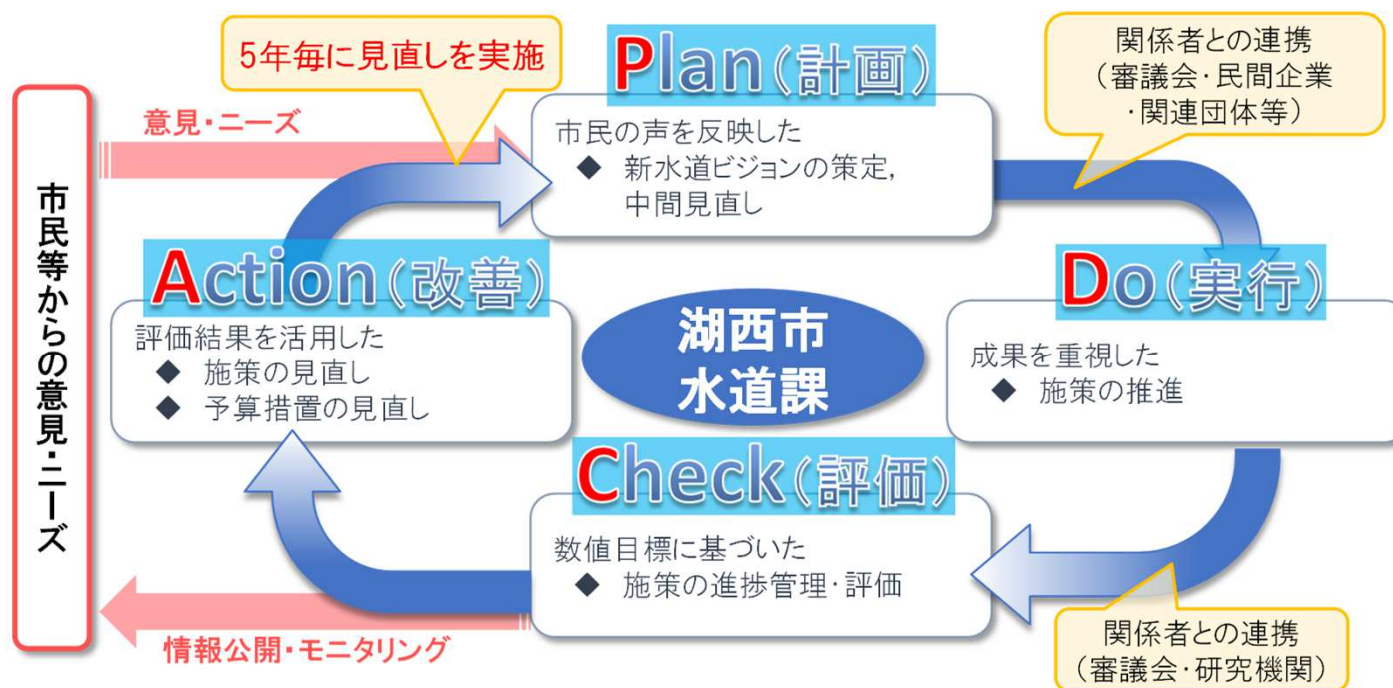 5年毎に見直しを実施
Plan(計画)
市民の声を反映した
◆ 新水道ビジョンの策定,
中間見直し
関係者との連携
(審議会・民間企業
・関連団体等)
意見・ニーズ
市民等からの意見・ニーズ
Action(改善)
評価結果を活用した
◆ 施策の見直し
◆ 予算措置の見直し
湖西市
水道課
Do(実行)
成果を重視した
◆ 施策の推進
Check(評価)
数値目標に基づいた
◆ 施策の進捗管理・評価
情報公開・モニタリング
関係者との連携
(審議会・研究機関)